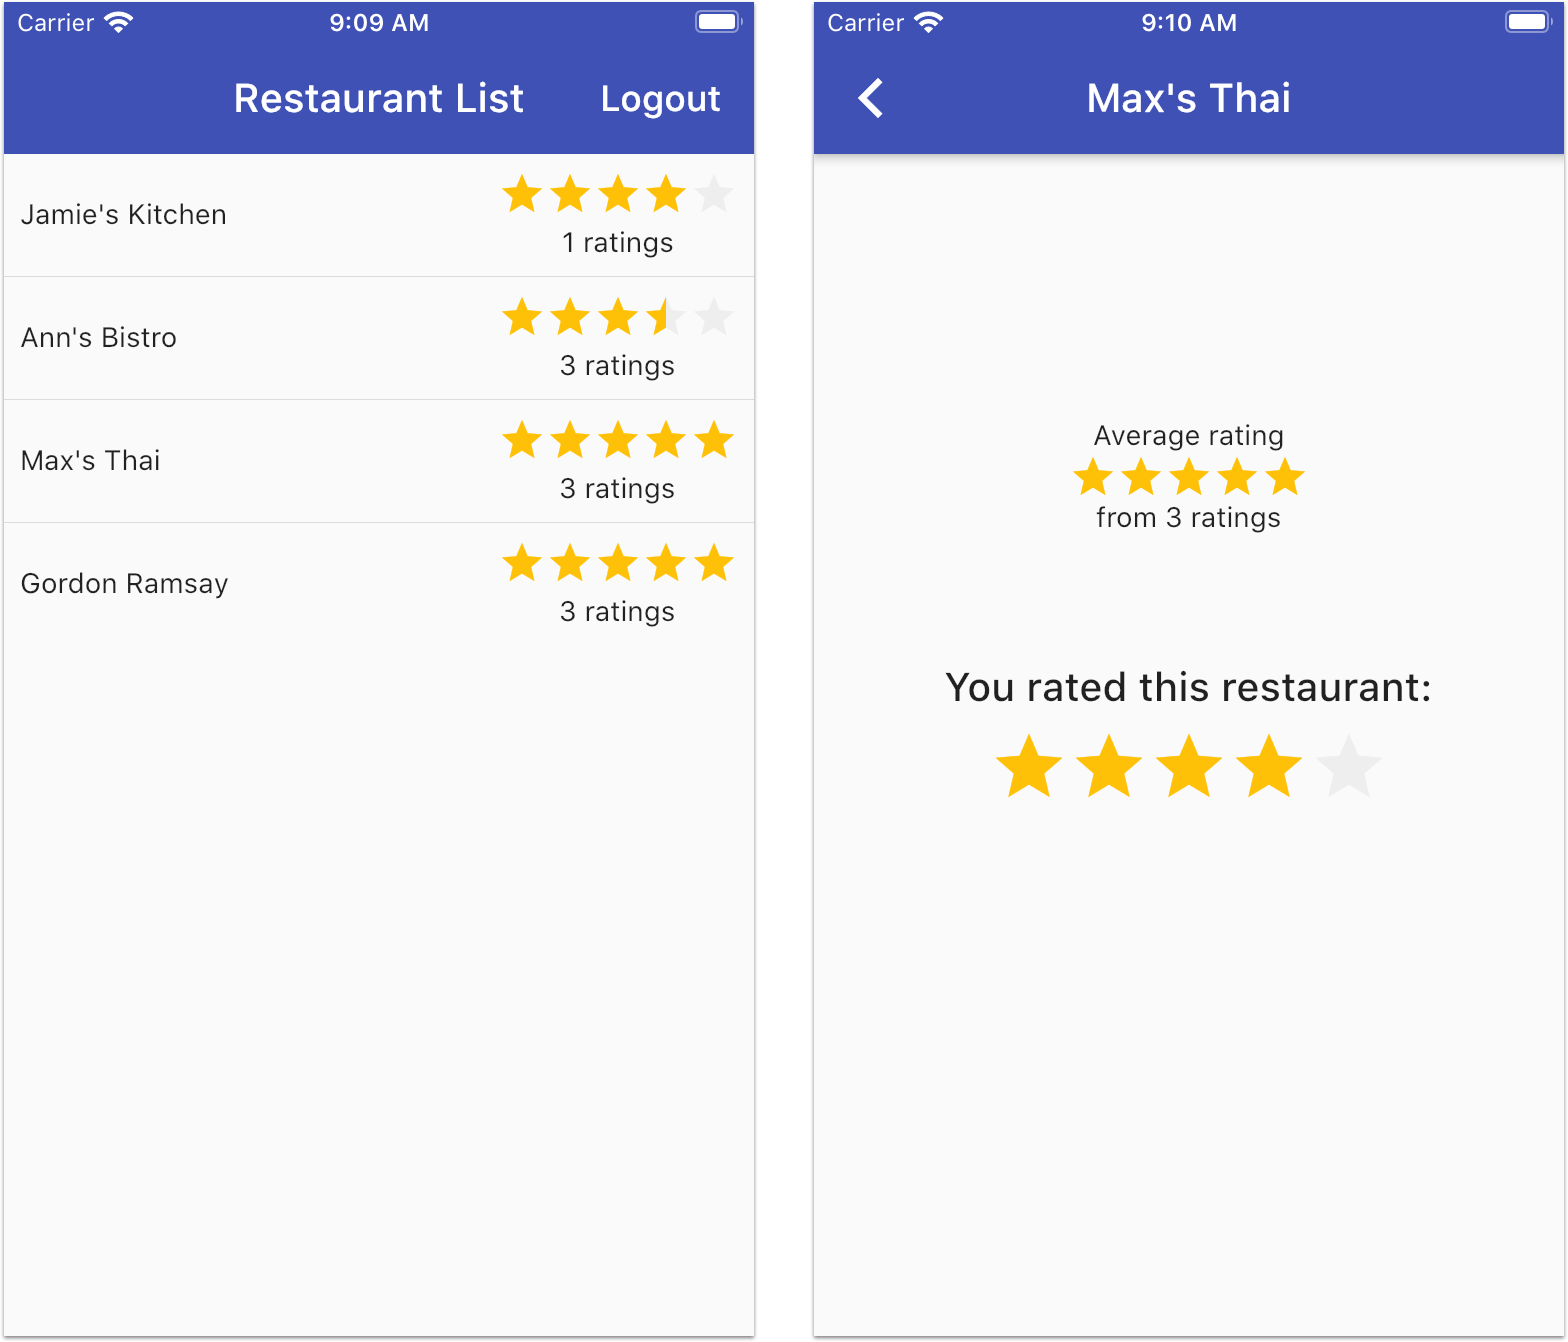 Carrier 9:09 AM
Restaurant List Logout
Jamie's Kitchen
1 ratings
Ann's Bistro
3 ratings
Max's Thai
3 ratings
Gordon Ramsay
3 ratings
Carrier 9:10 AM
Max's Thai
Average rating
from 3 ratings
You rated this restaurant: